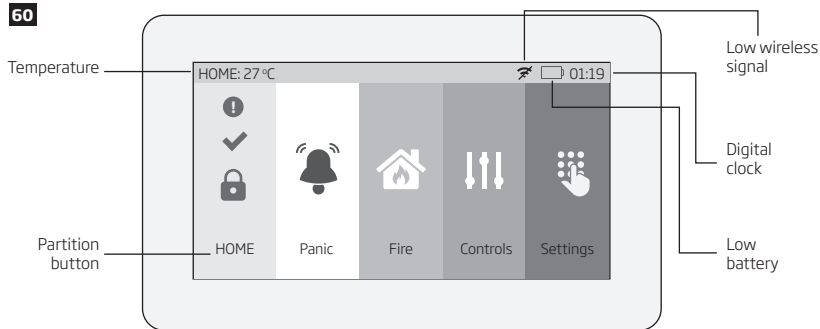 60
Temperature
HOME: 27 ºC
01:19
Low wireless
signal
Digital
clock
Partition
button
HOME
Panic
Fire
Controls
Settings
Low
battery